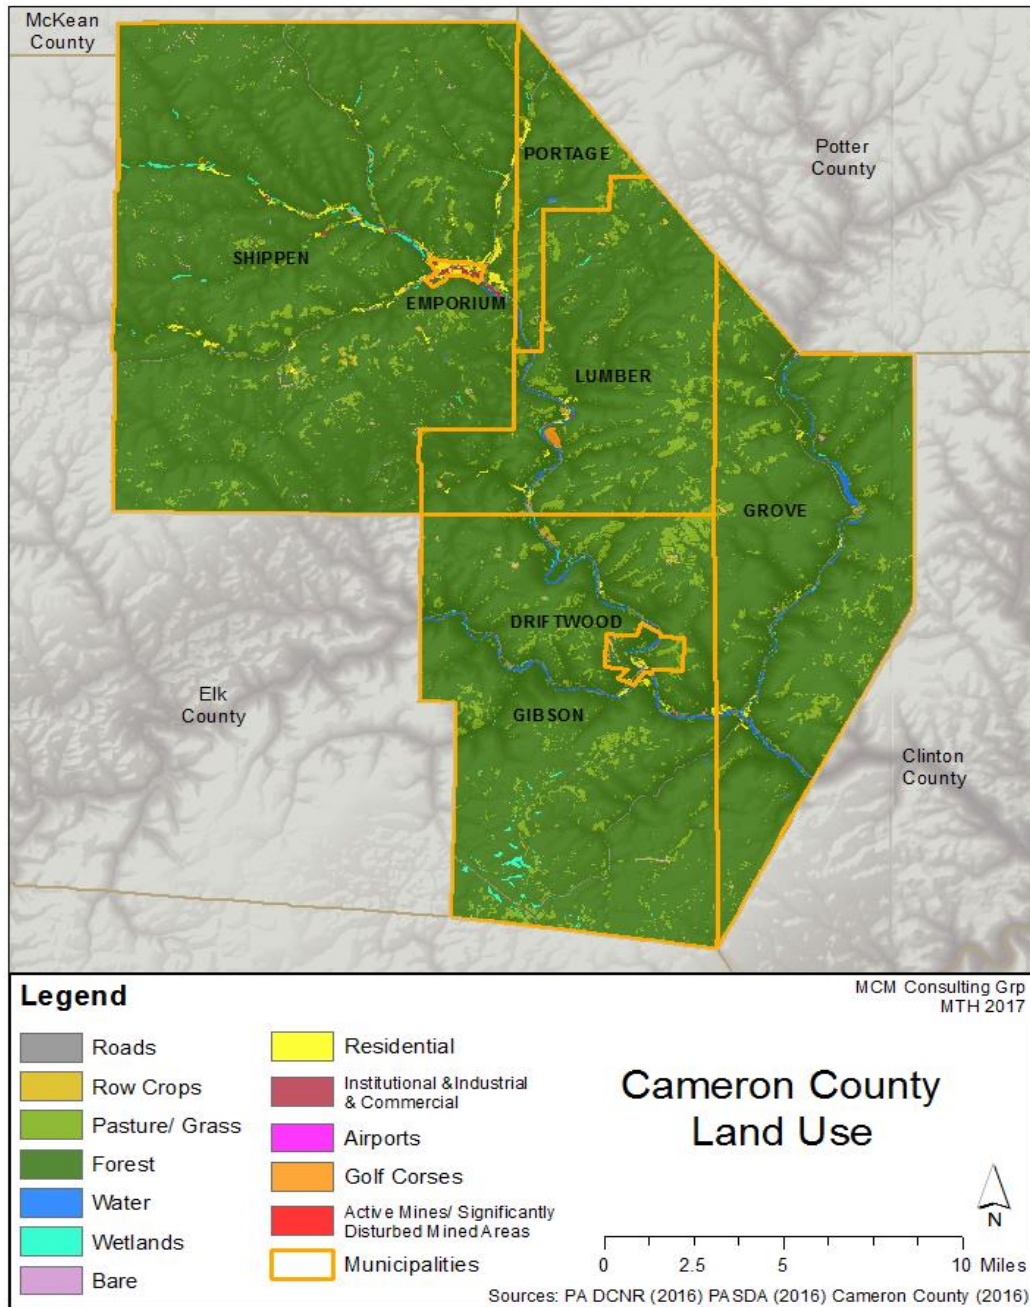 McKean
County
Potter
County
PORTAGE
SHIPPEN
EMPORIUM
LUMBER
GROVE
DRIFTWOOD
GIBSON
Elk
County
Clinton
County
Legend
Roads
Row Crops
Pasture/ Grass
Forest
Water
Wetlands
Bare
Residential
Institutional & Industrial
& Commercial
Airports
Golf Corses
Active Mines/ Significantly
Disturbed Mined Areas
Municipalities
MCM Consulting Grp
MTH 2017
Cameron County
Land Use
N
0 2.5 5 10 Miles
Sources: PA DCNR (2016) PASDA (2016) Cameron County (2016)